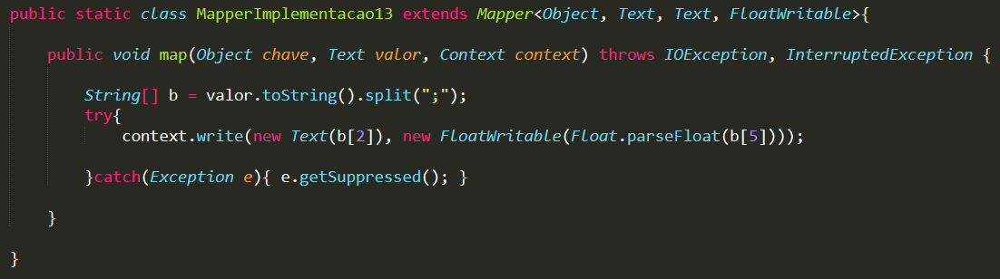 public static class MapperImplementacao13 extends Mapper<Object, Text, Text, FloatWritable>{
public void map(Object chave, Text valor, Context context) throws IOException, InterruptedException {
String[] b = valor.toString().split(";");
try{
context.write(new Text(b[2]), new FloatWritable(Float.parseFloat(b[5])));
}catch(Exception e){ e.getSuppressed(); }
}
}